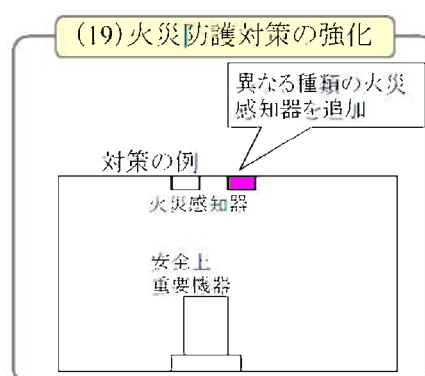 (19)火災防護対策の強化
異なる種類の火災
感知器を追加
対策の例
火災感知器
安全上
重要機器